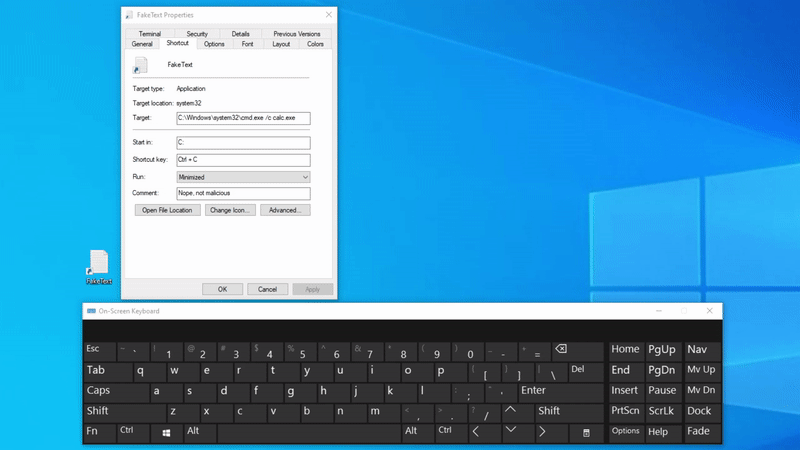 FakeText Properties
Terminal Security Details Previous Versions
General Shortcut Options Font Layout Colors
FakeText
Target type: Application
Target location: system32
Target: C:\Windows\system32\cmd.exe /c calc.exe
Start in: C:
Shortcut key: Ctrl + C
Run: Minimized
Comment: Nope, not malicious
Open File Location Change Icon... Advanced...
OK Cancel Apply
FakeText
On-Screen Keyboard
Esc ~ ` ! 1 @ 2 # 3 $ 4 % 5 ^ 6 & 7 * 8 ( 9 ) 0 _ - + = Home PgUp Nav
Tab q w e r t y u i o p { [ } ] | \ Del End PgDn Mv Up
Caps a s d f g h j k l : ; " ' Enter Insert Pause Mv Dn
Shift z x c v b n m < , > . ? / Shift PrtScn ScrLk Dock
Fn Ctrl Alt Alt Ctrl Options Help Fade